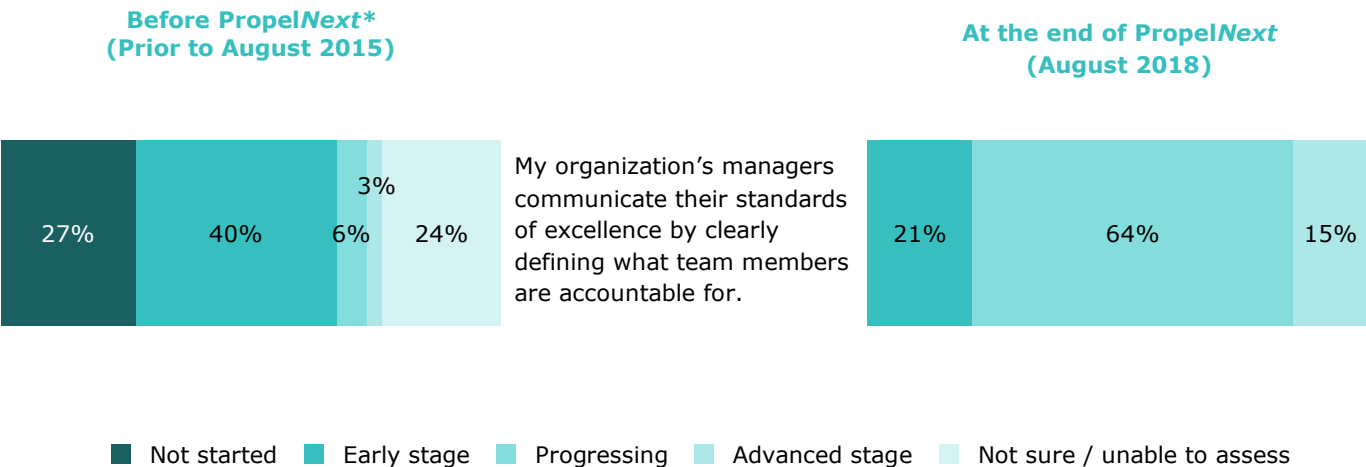 Before PropelNext*
(Prior to August 2015)
At the end of PropelNext
(August 2018)
27%
40%
6%
3%
24%
My organization’s managers
communicate their standards
of excellence by clearly
defining what team members
are accountable for.
21%
64%
15%
Not started
Early stage
Progressing
Advanced stage
Not sure / unable to assess